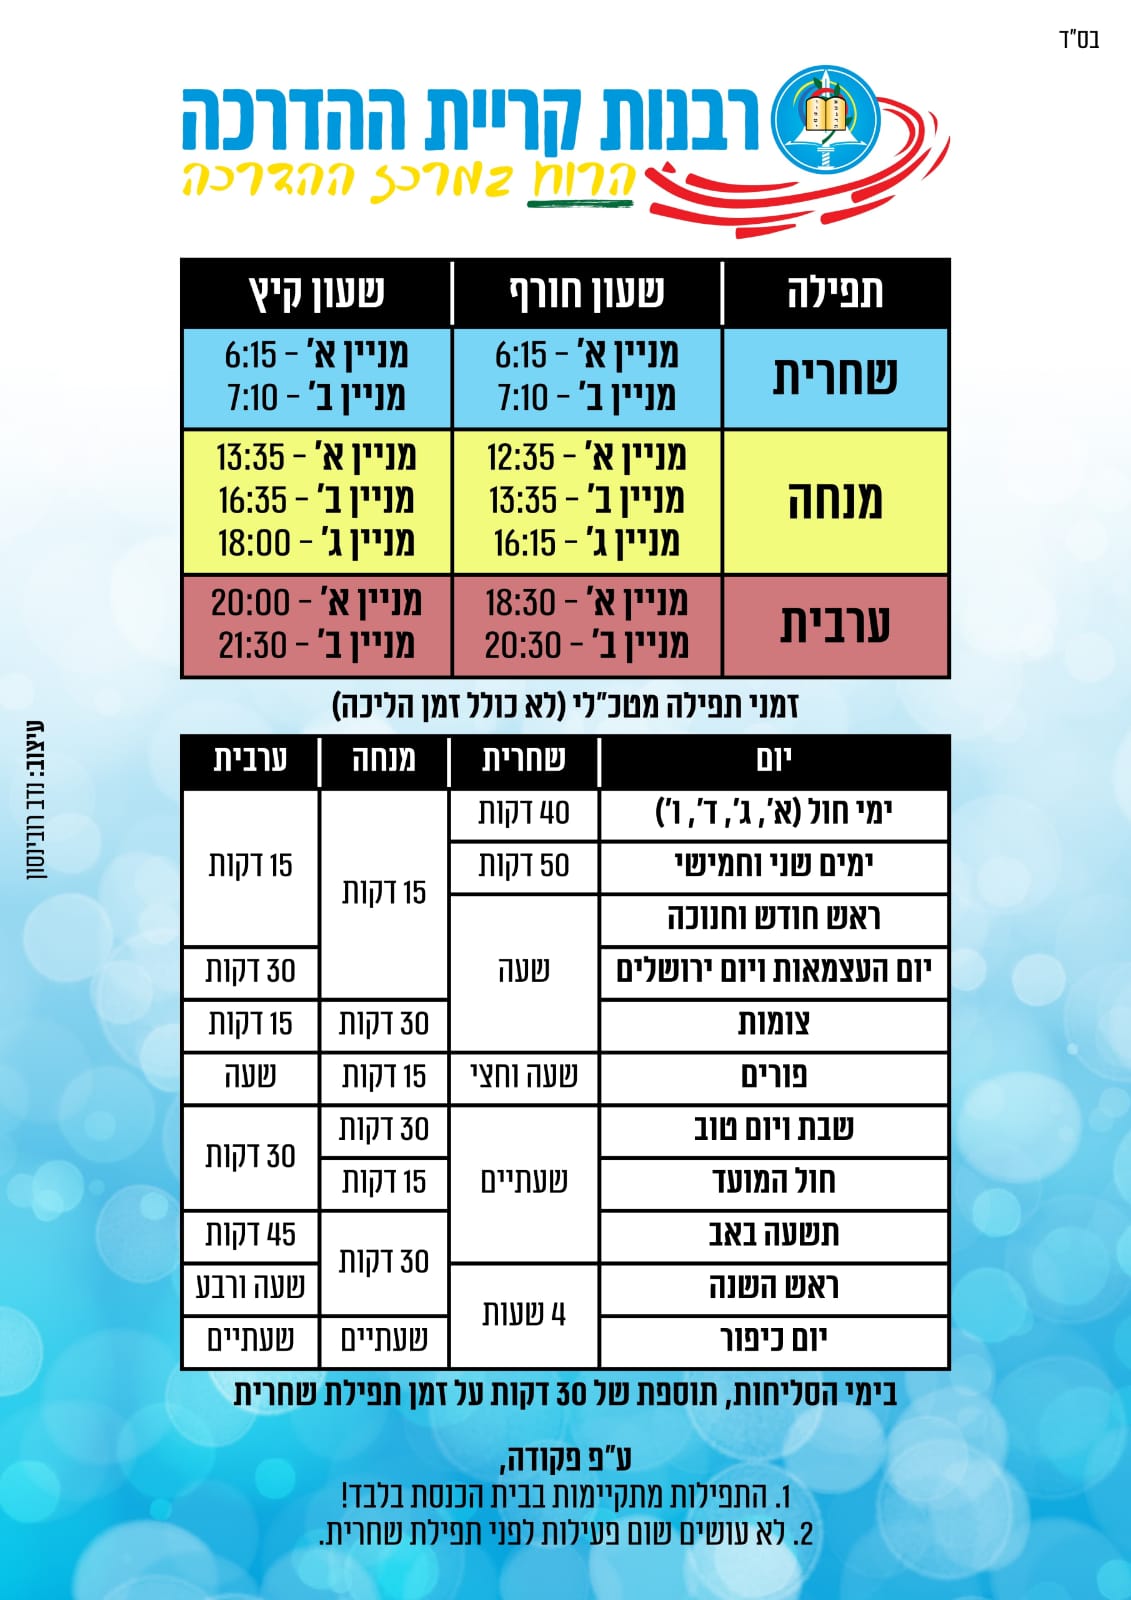 בס"ד
רבנות קריית ההדרכה
הרוח במרכז ההדרכה
תפילה שעון חורף שעון קיץ
שחרית
מניין א' - 6:15 מניין א' - 6:15
מניין ב' - 7:10 מניין ב' - 7:10
מנחה
מניין א' - 12:35 מניין א' - 13:35
מניין ב' - 13:35 מניין ב' - 16:35
מניין ג' - 16:15 מניין ג' - 18:00
ערבית
מניין א' - 18:30 מניין א' - 20:00
מניין ב' - 20:30 מניין ב' - 21:30
זמני תפילה מטכ"לי (לא כולל זמן הליכה)
יום שחרית מנחה ערבית
ימי חול (א', ג', ד', ו') 40 דקות
15 דקות
ימים שני וחמישי 50 דקות
15 דקות
ראש חודש וחנוכה
יום העצמאות ויום ירושלים שעה 30 דקות
צומות 30 דקות 15 דקות
פורים שעה וחצי 15 דקות שעה
שבת ויום טוב 30 דקות
30 דקות
חול המועד שעתיים 15 דקות
תשעה באב 45 דקות
30 דקות
ראש השנה שעה ורבע
4 שעות
יום כיפור שעתיים שעתיים
בימי הסליחות, תוספת של 30 דקות על זמן תפילת שחרית
ע"פ פקודה,
1. התפילות מתקיימות בבית הכנסת בלבד!
2. לא עושים שום פעילות לפני תפילת שחרית.
עיצוב: נדב רובינסון